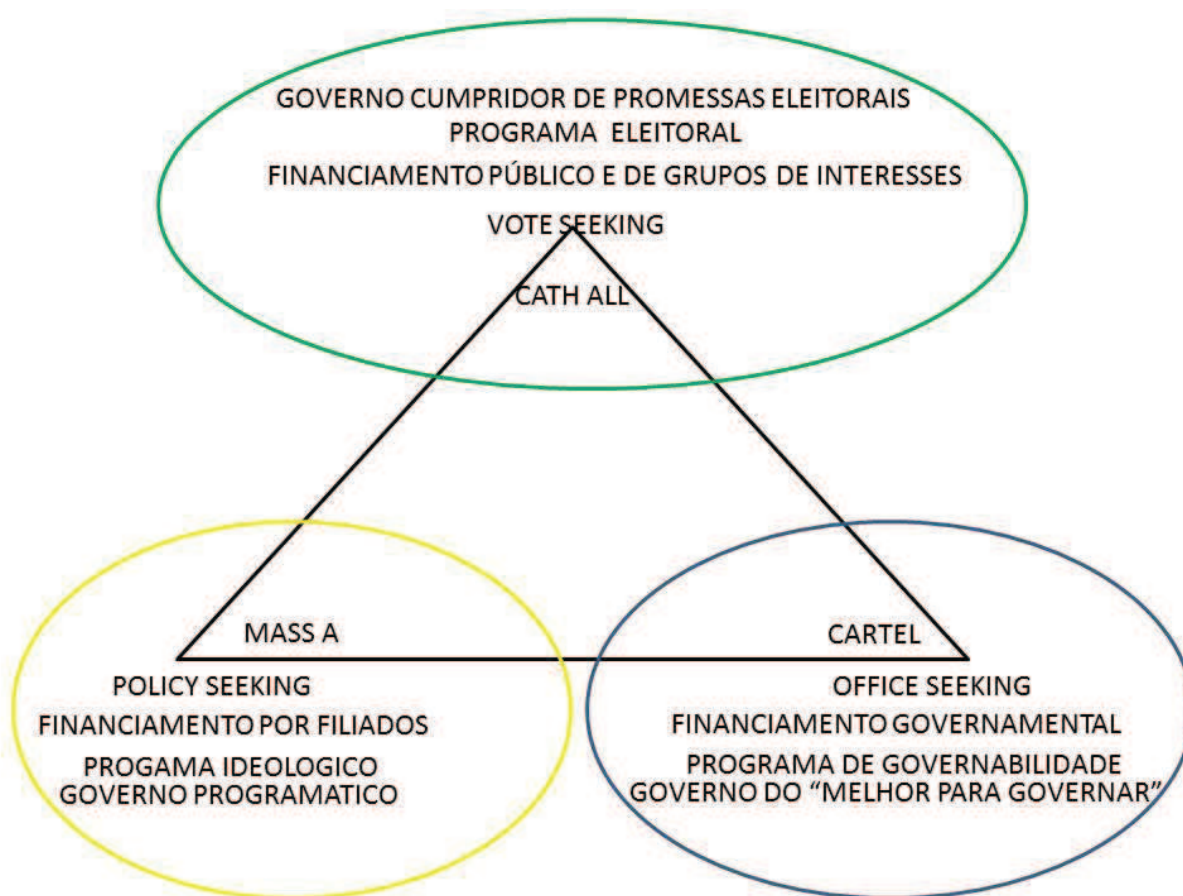 GOVERNO CUMPRIDOR DE PROMESSAS ELEITORAIS
PROGRAMA ELEITORAL
FINANCIAMENTO PÚBLICO E DE GRUPOS DE INTERESSES
VOTE SEEKING
CATH ALL
MASS A
POLICY SEEKING
FINANCIAMENTO POR FILIADOS
PROGAMA IDEOLOGICO
GOVERNO PROGRAMATICO
CARTEL
OFFICE SEEKING
FINANCIAMENTO GOVERNAMENTAL
PROGRAMA DE GOVERNABILIDADE
GOVERNO DO “MELHOR PARA GOVERNAR”